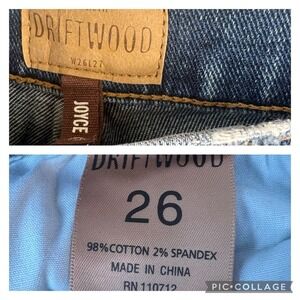 DRIFTWOOD
W26L27
JOYCE
DRIFTWOOD
26
98%COTTON 2% SPANDEX
MADE IN CHINA
RN 110712
PIC•COLLAGE